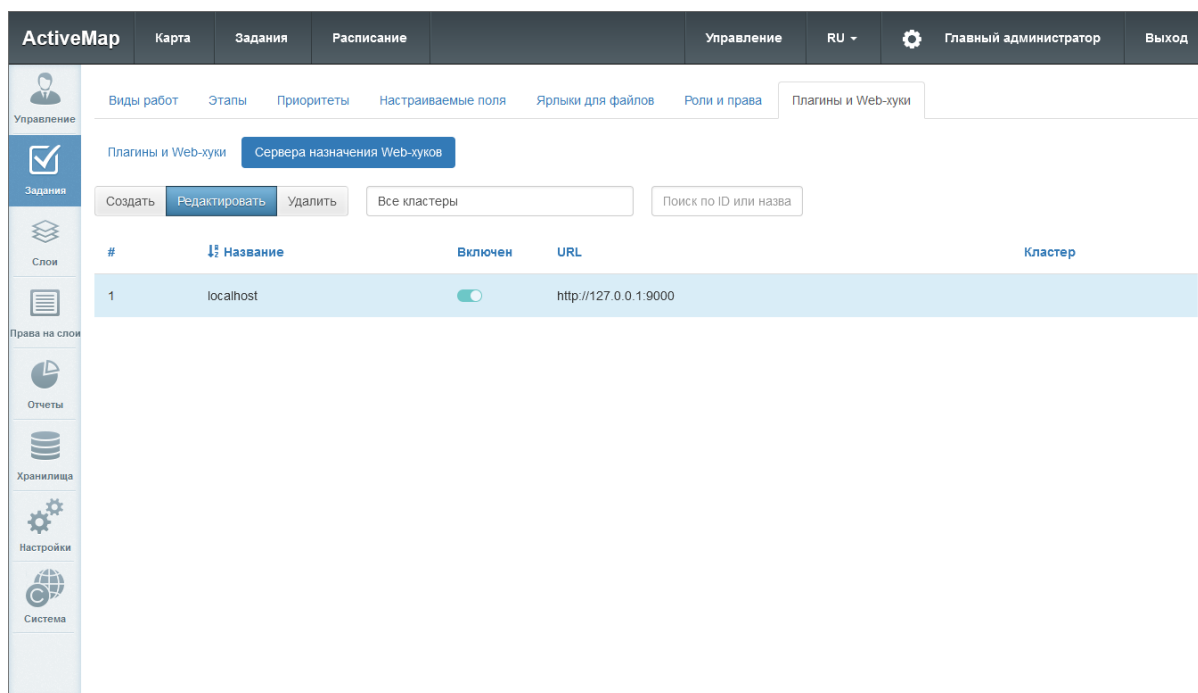 ActiveMap Карта Задания Расписание Управление RU Главный администратор Выход
Управление
Задания
Слои
Права на слои
Отчеты
Хранилища
Настройки
Система
Виды работ Этапы Приоритеты Настраиваемые поля Ярлыки для файлов Роли и права Плагины и Web-хуки
Плагины и Web-хуки Сервера назначения Web-хуков
Создать Редактировать Удалить Все кластеры Поиск по ID или назва
# Название Включен URL Кластер
1 localhost http://127.0.0.1:9000